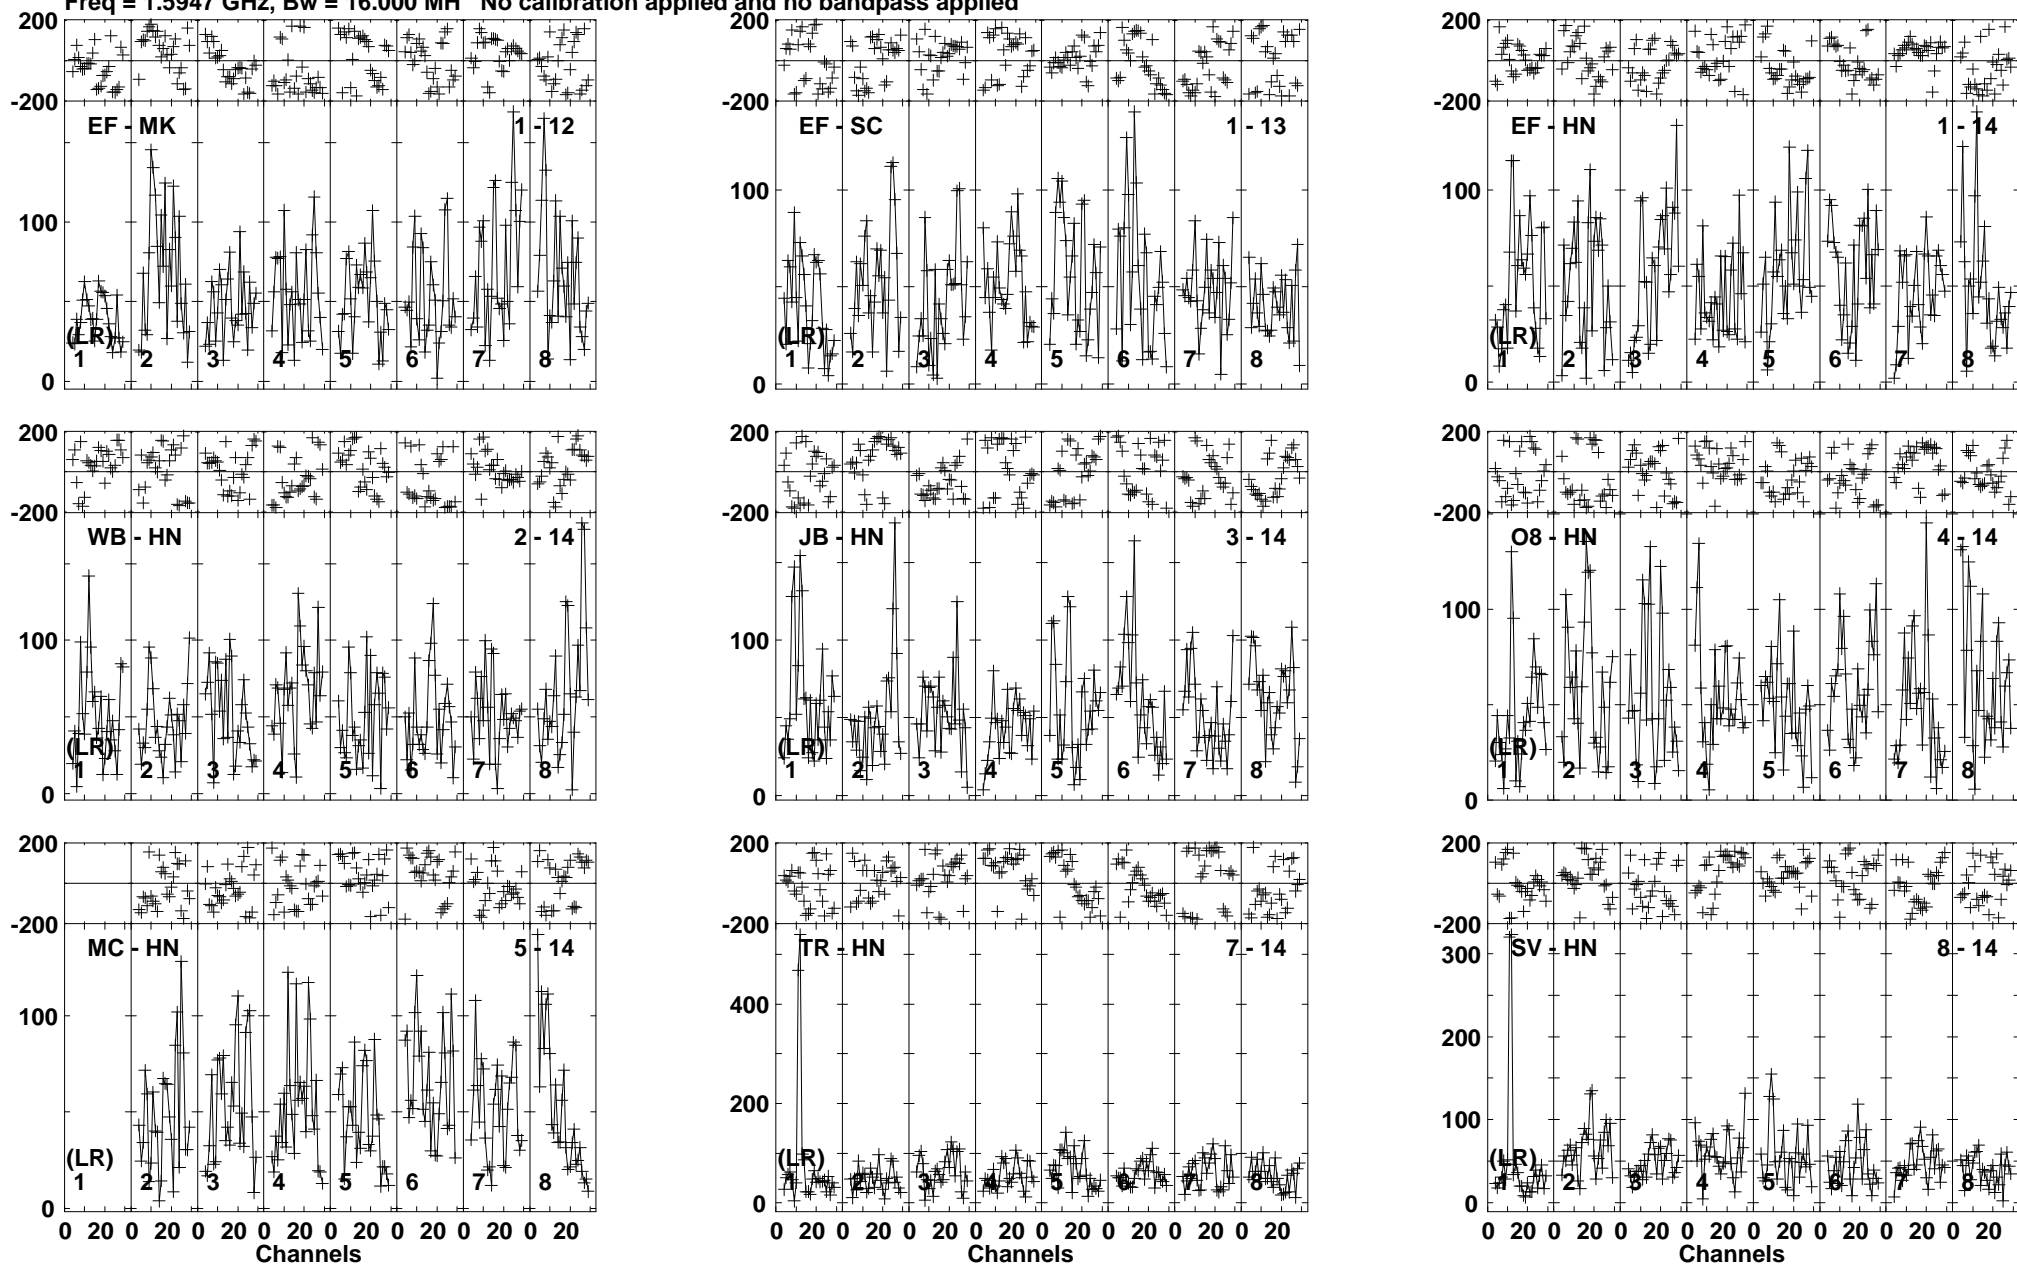 Freq = 1.5947 GHz, Bw = 16.000 MH No calibration applied and no bandpass applied
200 200 200
-200 -200 -200
EF - MK 1 - 12 EF - SC 1 - 13 EF - HN 1 - 14
100 100 100
(LR) (LR) (LR)
1 2 3 4 5 6 7 8 1 2 3 4 5 6 7 8 1 2 3 4 5 6 7 8
0 0 0
200 200 200
-200 -200 -200
WB - HN 2 - 14 JB - HN 3 - 14 O8 - HN 4 - 14
100 100 100
(LR) (LR) (LR)
1 2 3 4 5 6 7 8 1 2 3 4 5 6 7 8 1 2 3 4 5 6 7 8
0 0 0
200 200 200
-200 -200 -200
MC - HN 5 - 14 TR - HN 7 - 14 SV - HN 8 - 14
300
100 400
200
200 100
(LR) (LR) (LR)
1 2 3 4 5 6 7 8 1 2 3 4 5 6 7 8 1 2 3 4 5 6 7 8
0 0 0
0 20 0 20 0 20 0 20 0 20 0 20 0 20 0 20 0 20 0 20 0 20 0 20 0 20 0 20 0 20 0 20 0 20 0 20 0 20 0 20 0 20 0 20 0 20 0 20
Channels Channels Channels